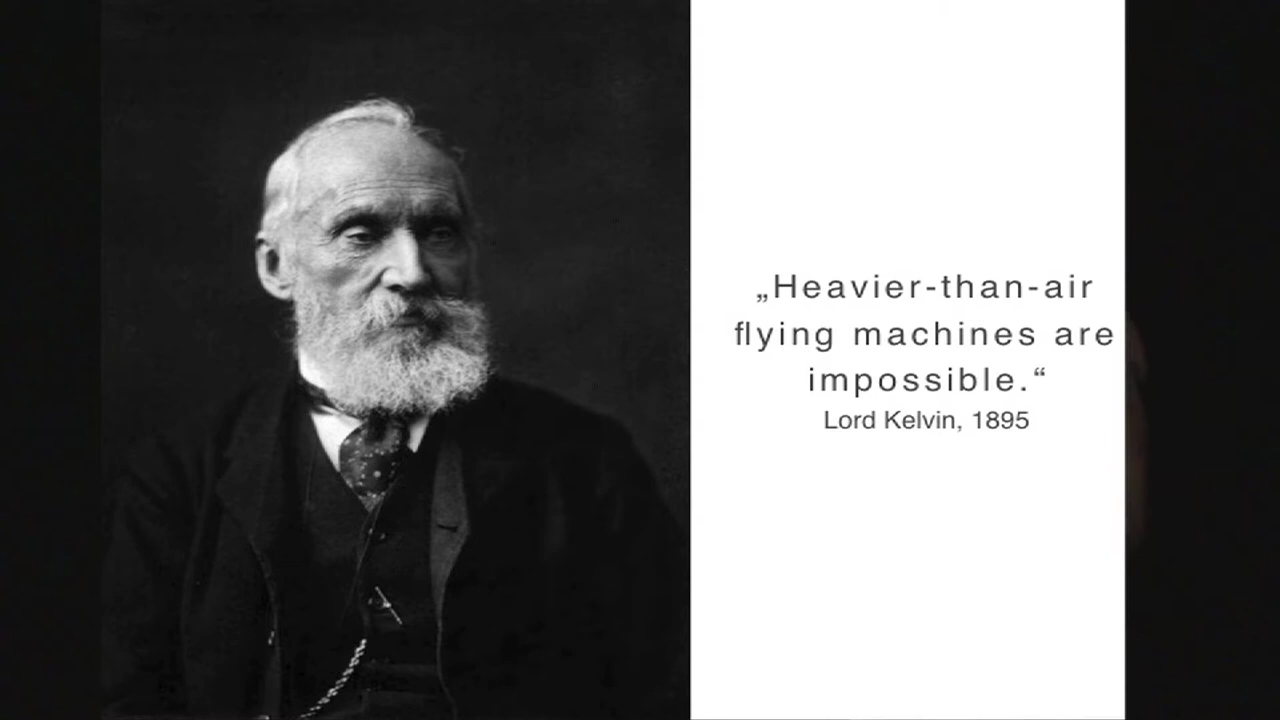 „Heavier-than-air
flying machines are
impossible.“
Lord Kelvin, 1895